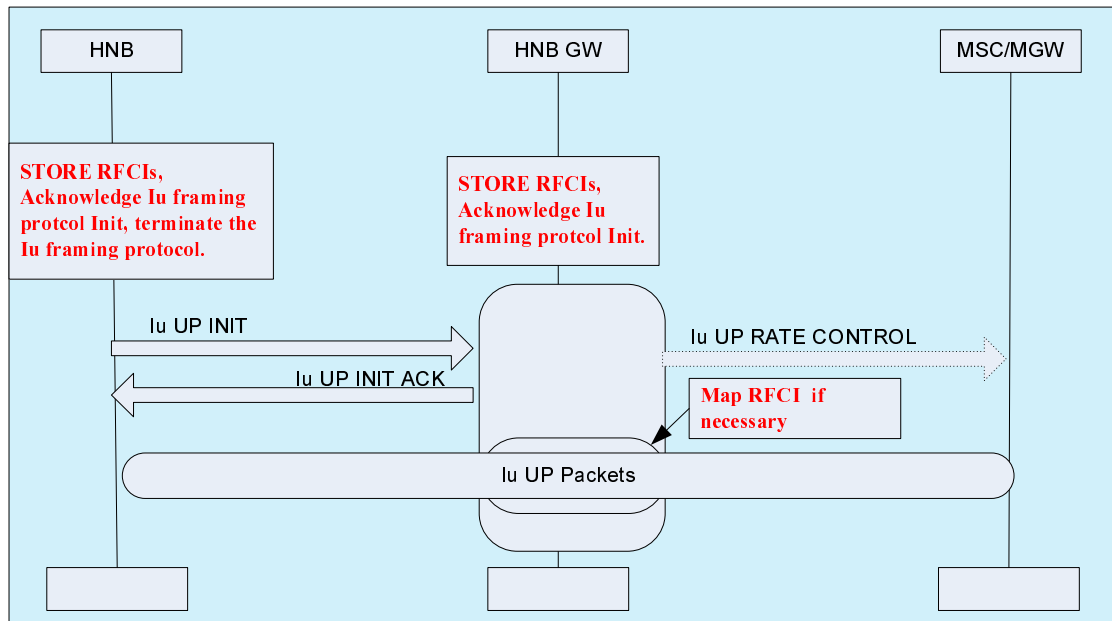 HNB
HNB GW
MSC/MGW
STORE RFCIs,
Acknowledge Iu framing
protcol Init, terminate the
Iu framing protocol.
STORE RFCIs,
Acknowledge Iu
framing protcol Init.
Iu UP INIT
Iu UP RATE CONTROL
Iu UP INIT ACK
Map RFCI if
necessary
Iu UP Packets